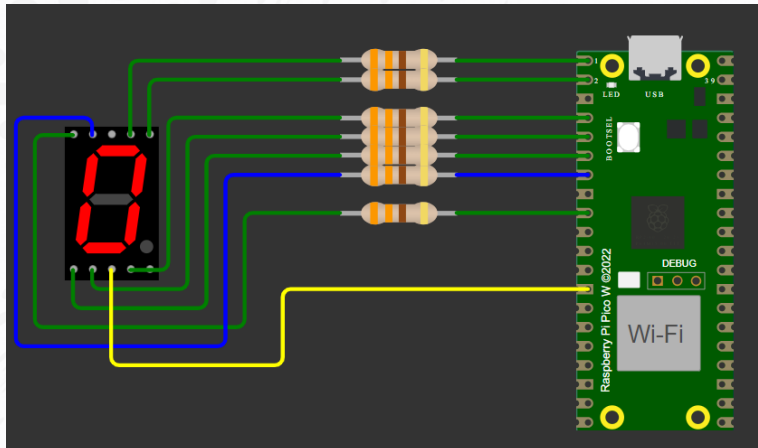 1
2
39
LED
USB
BOOTSEL
DEBUG
Raspberry Pi Pico W ©2022
Wi-Fi